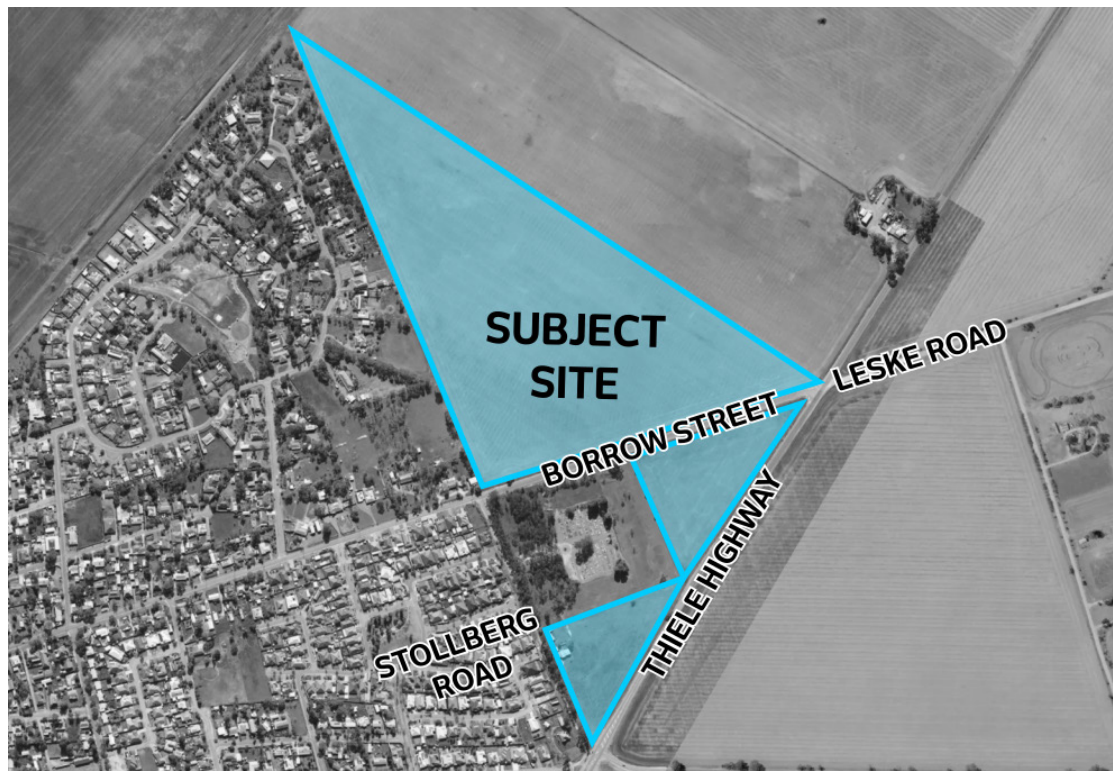 SUBJECT
SITE
LESKE ROAD
BORROW STREET
THIELE HIGHWAY
STOLLBERG
ROAD